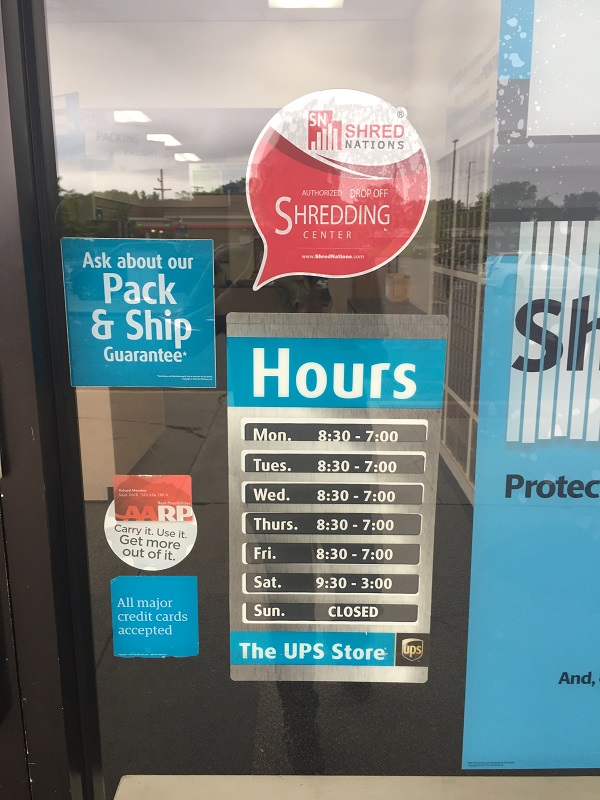 SN
SHRED
NATIONS
®
AUTHORIZED DROP OFF
SHREDDING
CENTER
www.ShredNations.com
Ask about our
Pack
& Ship
Guarantee*
Hours
Mon. 8:30 - 7:00
Tues. 8:30 - 7:00
Wed. 8:30 - 7:00
Thurs. 8:30 - 7:00
Fri. 8:30 - 7:00
Sat. 9:30 - 3:00
Sun. CLOSED
The UPS Store
ups
AARP
Carry it. Use it.
Get more
out of it.
All major
credit cards
accepted
Sh
Protec
And,